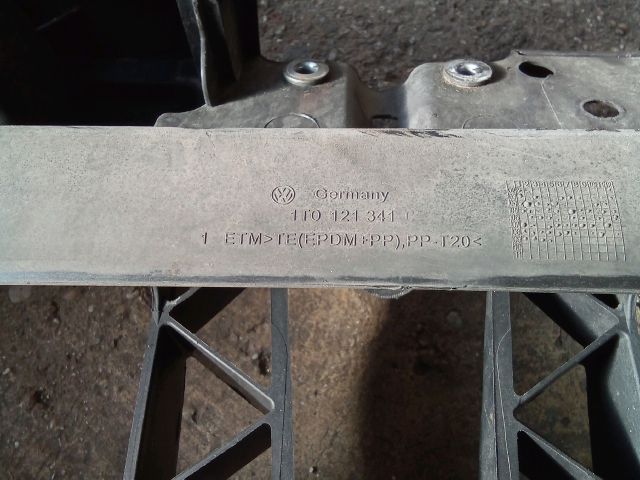 Germany
1T0 121 341 C
1 ETM>TE(EPDM+PP),PP-T20<